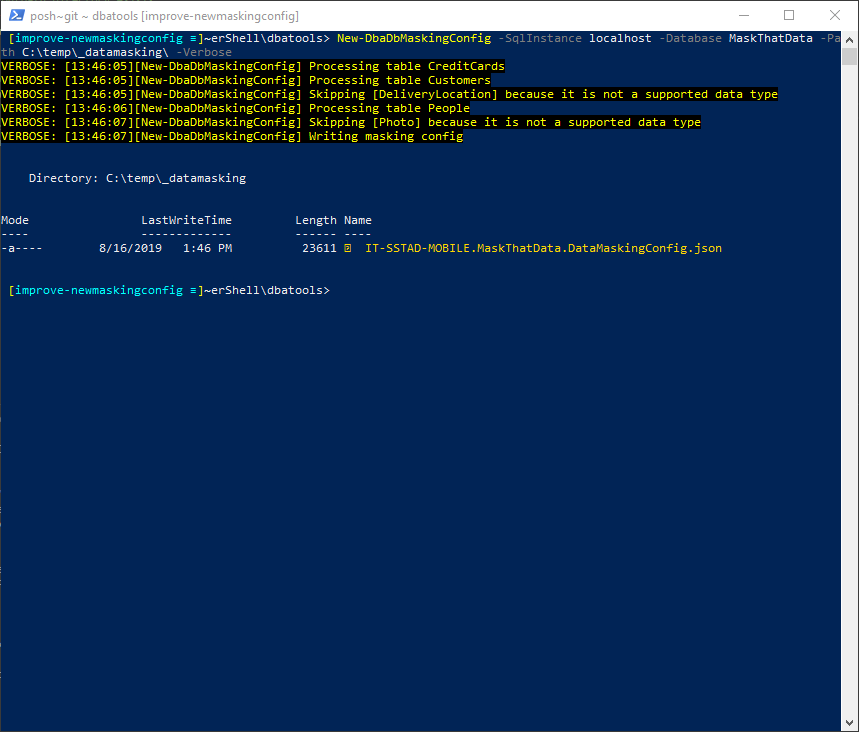 posh~git ~ dbatools [improve-newmaskingconfig]
[improve-newmaskingconfig ≡]~erShell\dbatools> New-DbaDbMaskingConfig -SqlInstance localhost -Database MaskThatData -Pa
th C:\temp\_datamasking\ -Verbose
VERBOSE: [13:46:05][New-DbaDbMaskingConfig] Processing table CreditCards
VERBOSE: [13:46:05][New-DbaDbMaskingConfig] Processing table Customers
VERBOSE: [13:46:05][New-DbaDbMaskingConfig] Skipping [DeliveryLocation] because it is not a supported data type
VERBOSE: [13:46:06][New-DbaDbMaskingConfig] Processing table People
VERBOSE: [13:46:07][New-DbaDbMaskingConfig] Skipping [Photo] because it is not a supported data type
VERBOSE: [13:46:07][New-DbaDbMaskingConfig] Writing masking config
Directory: C:\temp\_datamasking
Mode LastWriteTime Length Name
---- ------------- ------ ----
-a---- 8/16/2019 1:46 PM 23611 IT-SSTAD-MOBILE.MaskThatData.DataMaskingConfig.json
[improve-newmaskingconfig ≡]~erShell\dbatools>